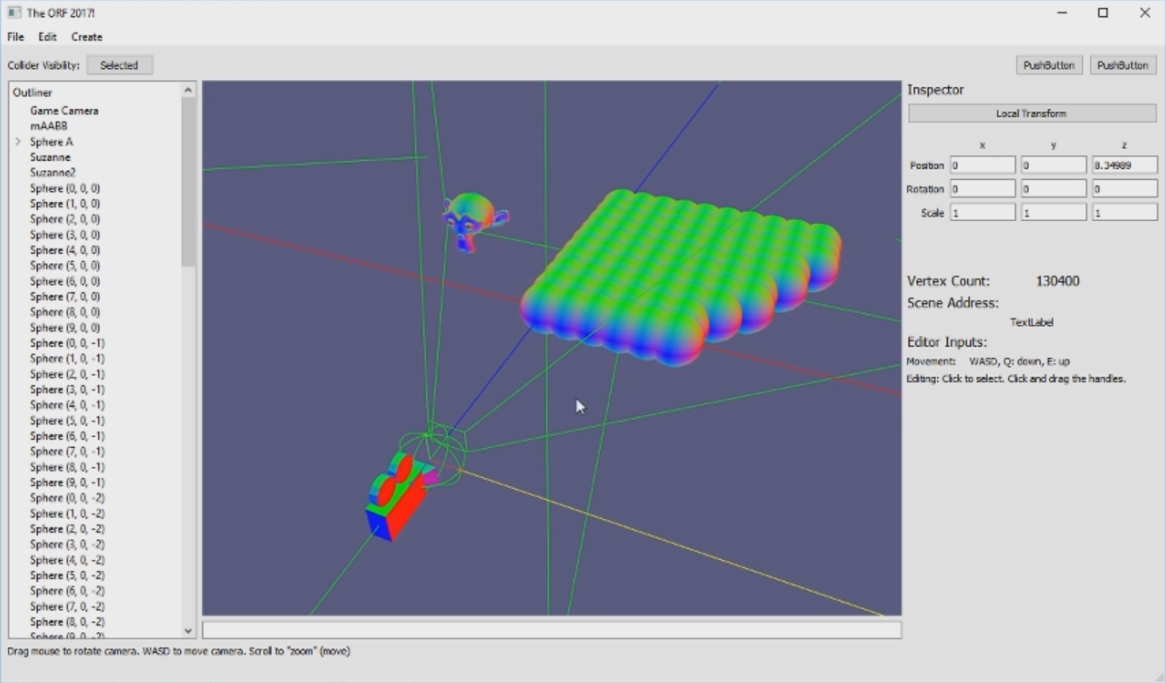 The ORF 2017!
File Edit Create
Collider Visibility: Selected PushButton PushButton
Outliner
Game Camera
mAABB
Sphere A
Suzanne
Suzanne2
Sphere (0, 0, 0)
Sphere (1, 0, 0)
Sphere (2, 0, 0)
Sphere (3, 0, 0)
Sphere (4, 0, 0)
Sphere (5, 0, 0)
Sphere (6, 0, 0)
Sphere (7, 0, 0)
Sphere (8, 0, 0)
Sphere (9, 0, 0)
Sphere (0, 0, -1)
Sphere (1, 0, -1)
Sphere (2, 0, -1)
Sphere (3, 0, -1)
Sphere (4, 0, -1)
Sphere (5, 0, -1)
Sphere (6, 0, -1)
Sphere (7, 0, -1)
Sphere (8, 0, -1)
Sphere (9, 0, -1)
Sphere (0, 0, -2)
Sphere (1, 0, -2)
Sphere (2, 0, -2)
Sphere (3, 0, -2)
Sphere (4, 0, -2)
Sphere (5, 0, -2)
Sphere (6, 0, -2)
Sphere (7, 0, -2)
Sphere (8, 0, -2)
Sphere (9, 0, -2)
Inspector
Local Transform
x y z
Position 0 0 8.34989
Rotation 0 0 0
Scale 1 1 1
Vertex Count: 130400
Scene Address:
TextLabel
Editor Inputs:
Movement: WASD, Q: down, E: up
Editing: Click to select. Click and drag the handles.
Drag mouse to rotate camera. WASD to move camera. Scroll to "zoom" (move)